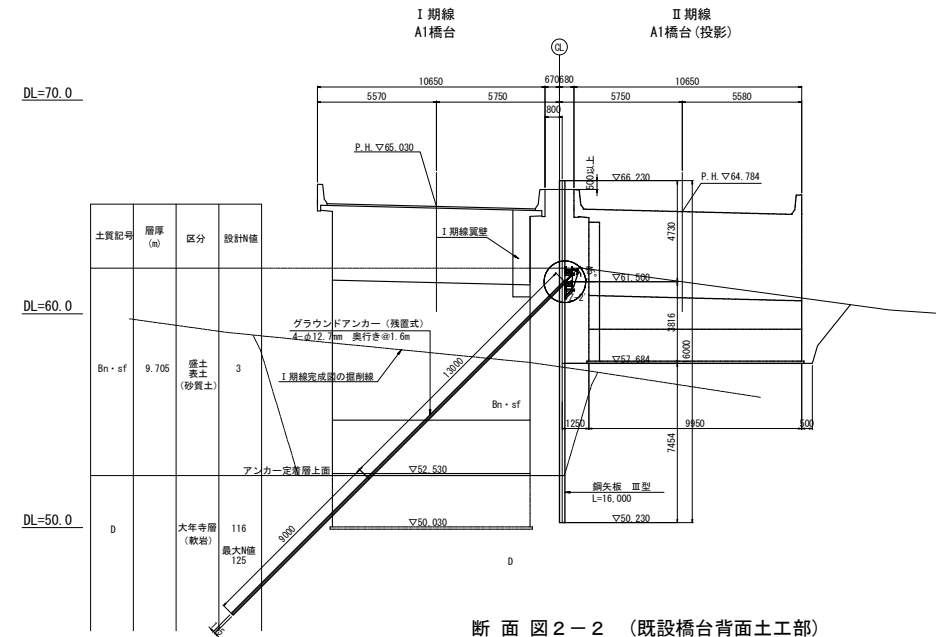 Ⅰ期線
A1橋台
Ⅱ期線
A1橋台(投影)
CL
10650
670
680
10650
DL=70.0
5570
5750
5750
5580
800
P.H.▽65.030
500以上
▽66.230
P.H.▽64.784
土質記号
層厚
(m)
区分
設計N値
Ⅰ期線翼壁
4730
▽61.500
DL=60.0
グラウンドアンカー(残置式)
4-φ12.7mm 奥行き@1.6m
3816
16000
13000
▽57.684
Bn・sf
9.705
盛土
表土
(砂質土)
3
Ⅰ期線完成図の掘削線
Bn・sf
1250
9950
500
7454
アンカー定着層上面
▽52.530
鋼矢板 Ⅲ型
L=16,000
DL=50.0
▽50.030
▽50.230
D
大年寺層
(軟岩)
116
最大N値
125
9000
D
断面図2-2 (既設橋台背面土工部)